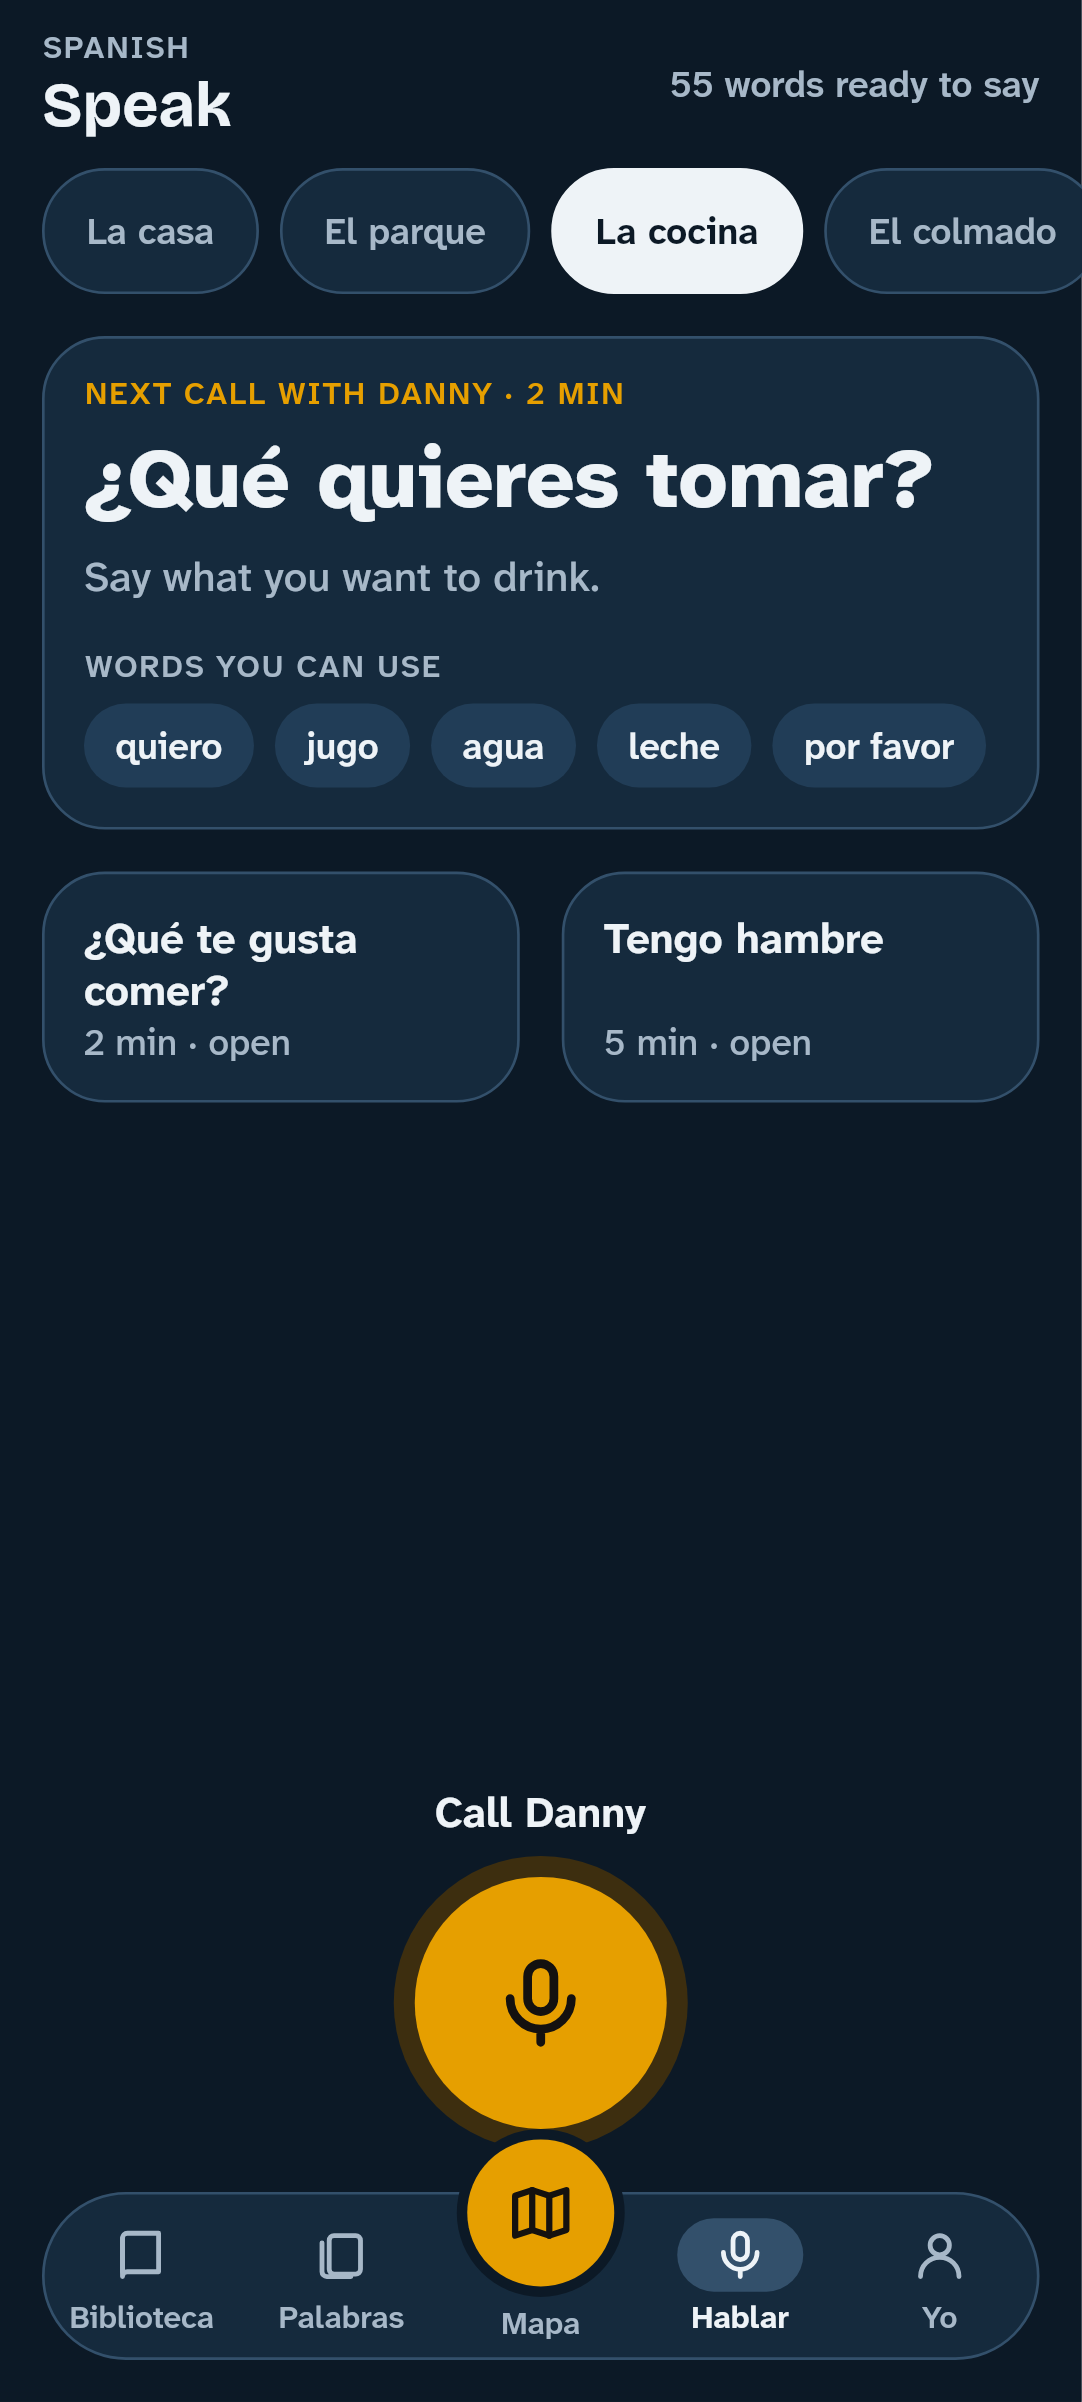 SPANISH
Speak
55 words ready to say
La casa
El parque
La cocina
El colmado
NEXT CALL WITH DANNY · 2 MIN
¿Qué quieres tomar?
Say what you want to drink.
WORDS YOU CAN USE
quiero
jugo
agua
leche
por favor
¿Qué te gusta
comer?
2 min · open
Tengo hambre
5 min · open
Call Danny
Biblioteca
Palabras
Mapa
Hablar
Yo